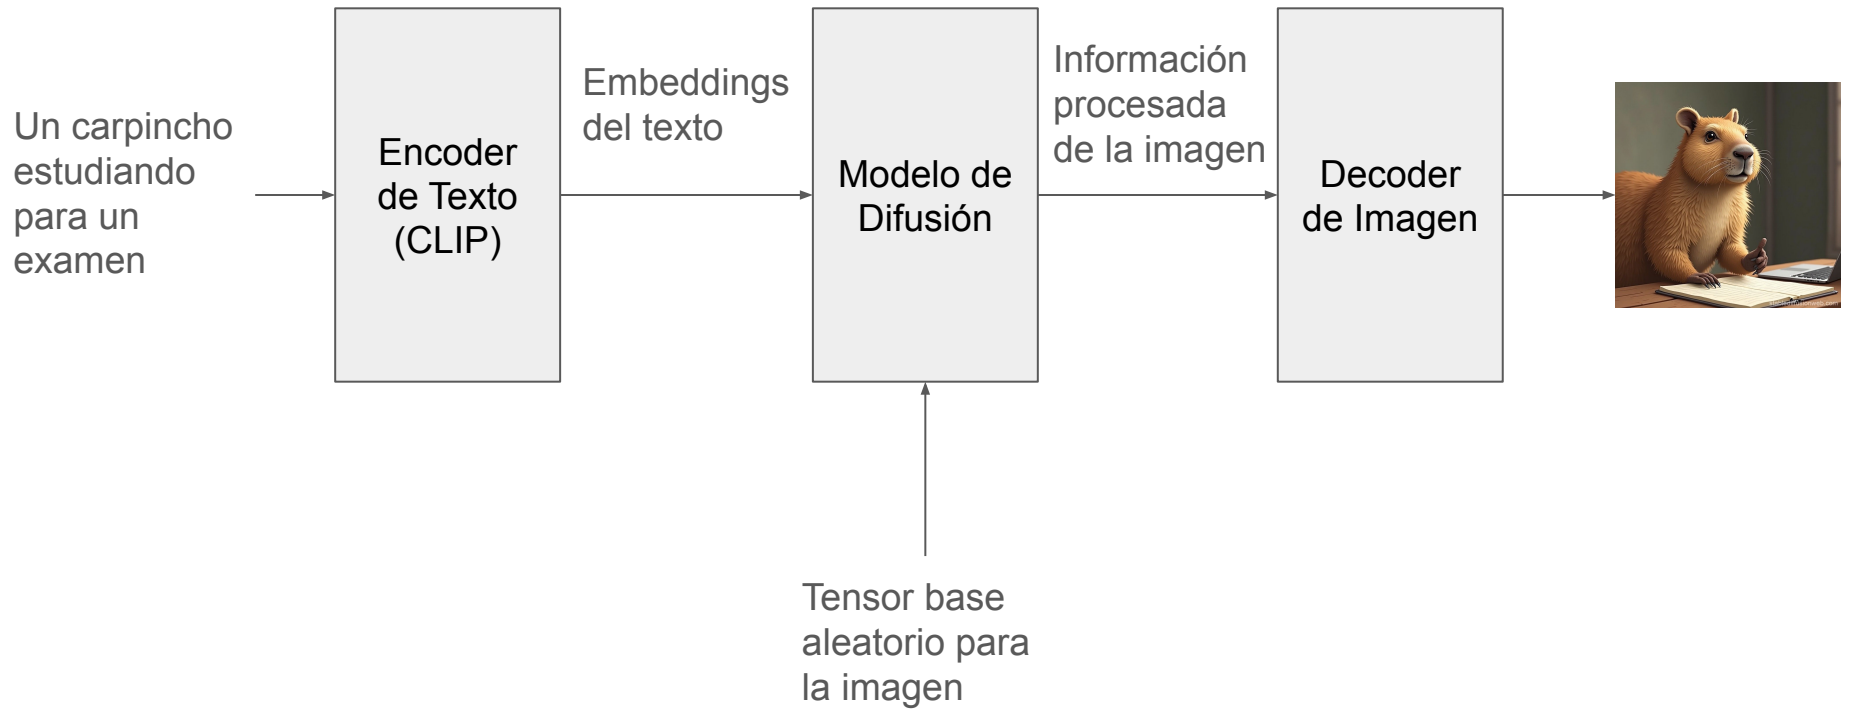 Un carpincho
estudiando
para un
examen
Encoder
de Texto
(CLIP)
Embeddings
del texto
Modelo de
Difusión
Información
procesada
de la imagen
Decoder
de Imagen
Tensor base
aleatorio para
la imagen